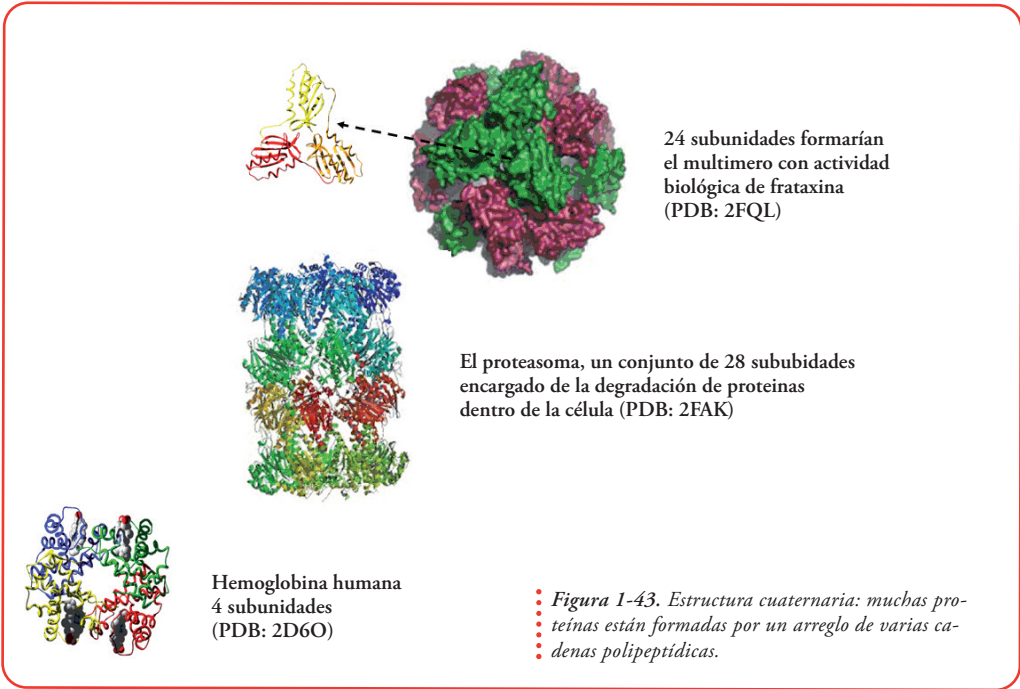 24 subunidades formarían
el multimero con actividad
biológica de frataxina
(PDB: 2FQL)
El proteasoma, un conjunto de 28 sububidades
encargado de la degradación de proteinas
dentro de la célula (PDB: 2FAK)
Hemoglobina humana
4 subunidades
(PDB: 2D6O)
Figura 1-43. Estructura cuaternaria: muchas pro-
teínas están formadas por un arreglo de varias ca-
denas polipeptídicas.